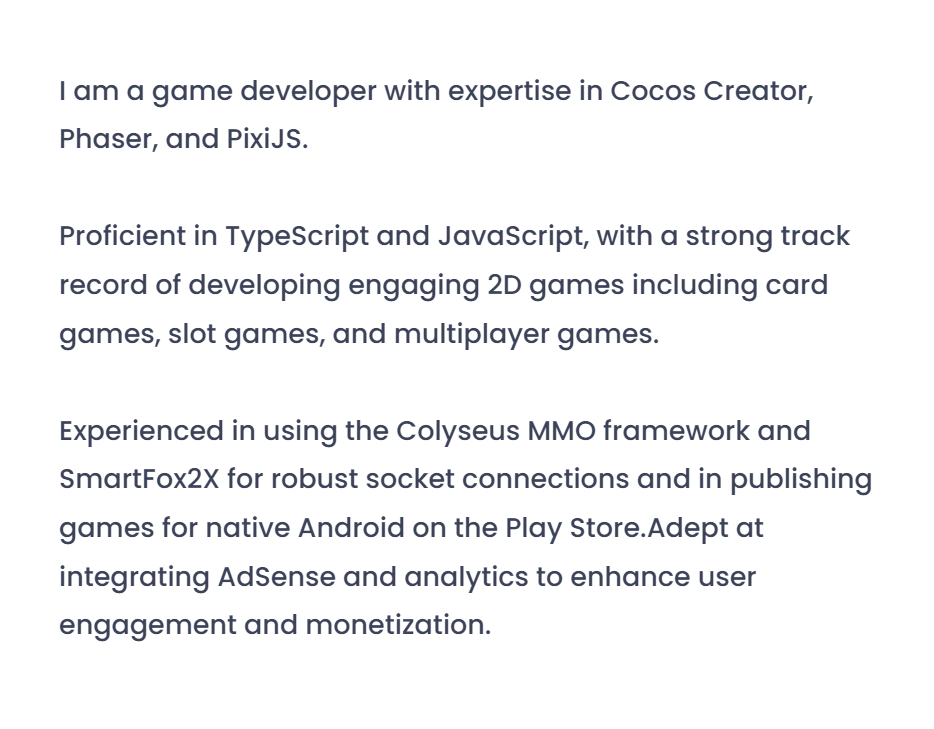 I am a game developer with expertise in Cocos Creator,
Phaser, and PixiJS.
Proficient in TypeScript and JavaScript, with a strong track
record of developing engaging 2D games including card
games, slot games, and multiplayer games.
Experienced in using the Colyseus MMO framework and
SmartFox2X for robust socket connections and in publishing
games for native Android on the Play Store.Adept at
integrating AdSense and analytics to enhance user
engagement and monetization.